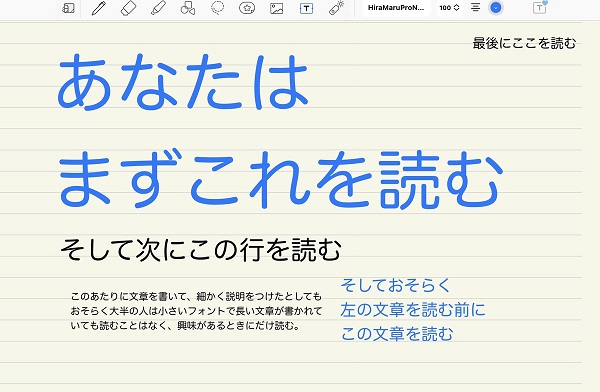 HiraMaruProN...
100
最後にここを読む
あなたは
まずこれを読む
そして次にこの行を読む
このあたりに文章を書いて、細かく説明をつけたとしても
おそらく大半の人は小さいフォントで長い文章が書かれて
いても読むことはなく、興味があるときにだけ読む。
そしておそらく
左の文章を読む前に
この文章を読む